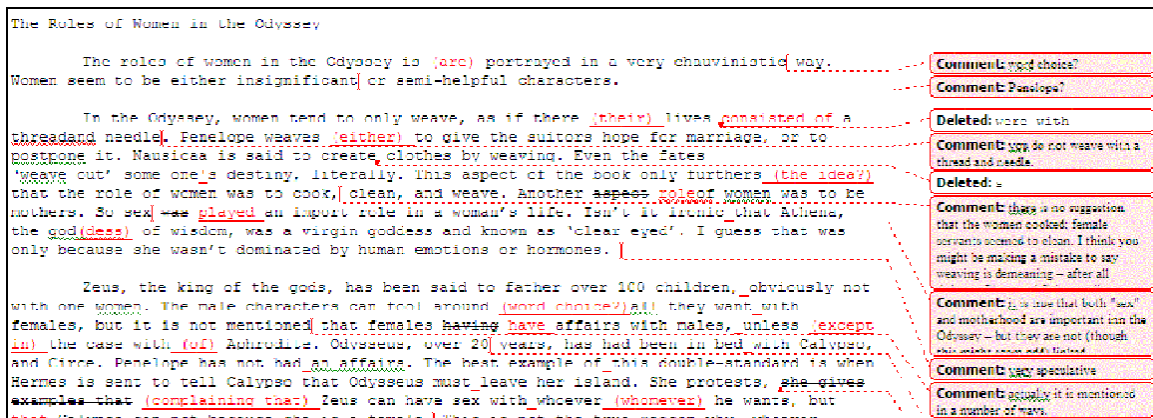 The Roles of Women in the Odyssey
The roles of women in the Odyssey is (are) portrayed in a very chauvinistic way.
Women seem to be either insignificant or semi-helpful characters.
In the Odyssey, women tend to only weave, as if there (their) lives consisted of a
threadand needle. Penelope weaves (either) to give the suitors hope for marriage, or to
postpone it. Nausicaa is said to create clothes by weaving. Even the fates
'weave out' some one's destiny, literally. This aspect of the book only furthers (the idea?)
that the role of women was to cook, clean, and weave. Another aspect roleof women was to be
mothers. So sex was played an import role in a woman's life. Isn't it ironic that Athena,
the god(dess) of wisdom, was a virgin goddess and known as 'clear eyed'. I guess that was
only because she wasn't dominated by human emotions or hormones.
Zeus, the king of the gods, has been said to father over 100 children, obviously not
with one women. The male characters can fool around (word choice?)all they want with
females, but it is not mentioned that females having have affairs with males, unless (except
in) the case with (of) Aphrodite. Odysseus, over 20 years, has had been in bed with Calypso,
and Circe. Penelope has not had an affairs. The best example of this double-standard is when
Hermes is sent to tell Calypso that Odysseus must leave her island. She protests, she gives
examples that (complaining that) Zeus can have sex with whoever (whomever) he wants, but
Comment: word choice?
Comment: Penelope?
Deleted: were with
Comment: you do not weave with a
thread and needle.
Deleted: s
Comment: there is no suggestion
that the women cooked; female
servants seemed to clean. I think you
might be making a mistake to say
weaving is demeaning – after all
Comment: it is true that both "sex"
and motherhood are important inn the
Odyssey – but they are not (though
this might seem odd) linked
Comment: very speculative
Comment: actually it is mentioned
in a number of ways.